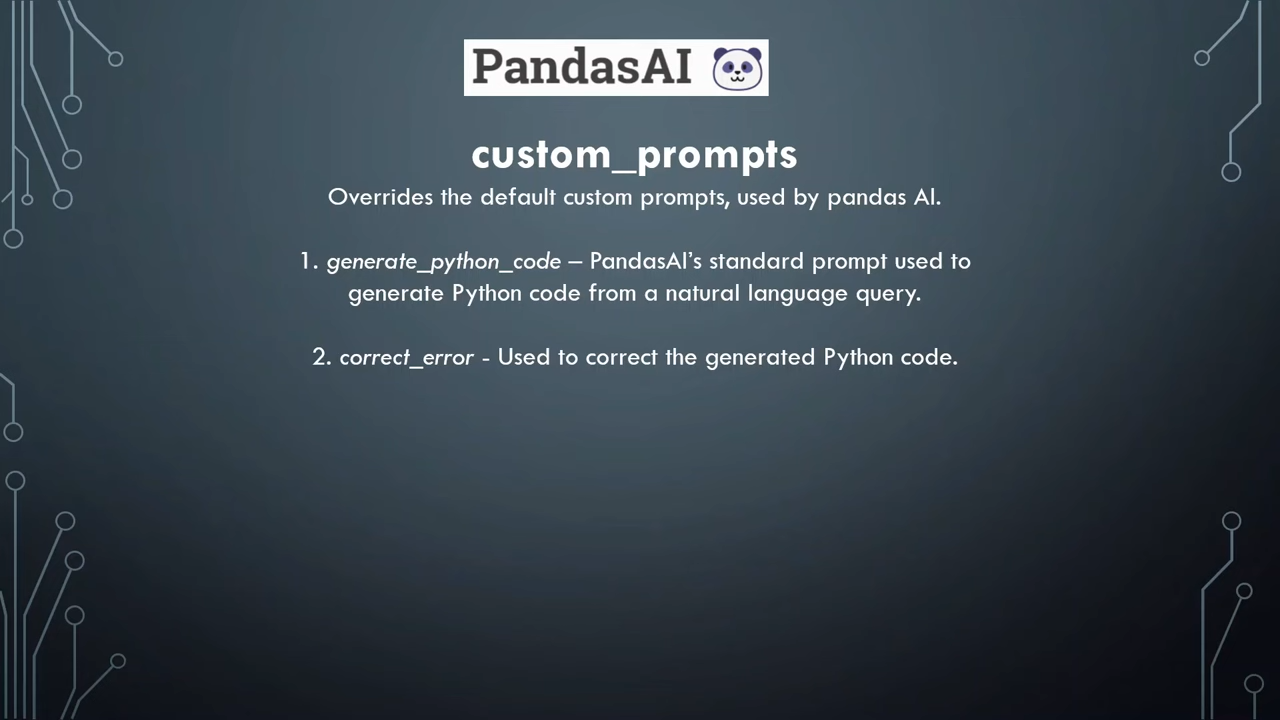 PandasAI
custom_prompts
Overrides the default custom prompts, used by pandas AI.
1. generate_python_code – PandasAI’s standard prompt used to
generate Python code from a natural language query.
2. correct_error - Used to correct the generated Python code.